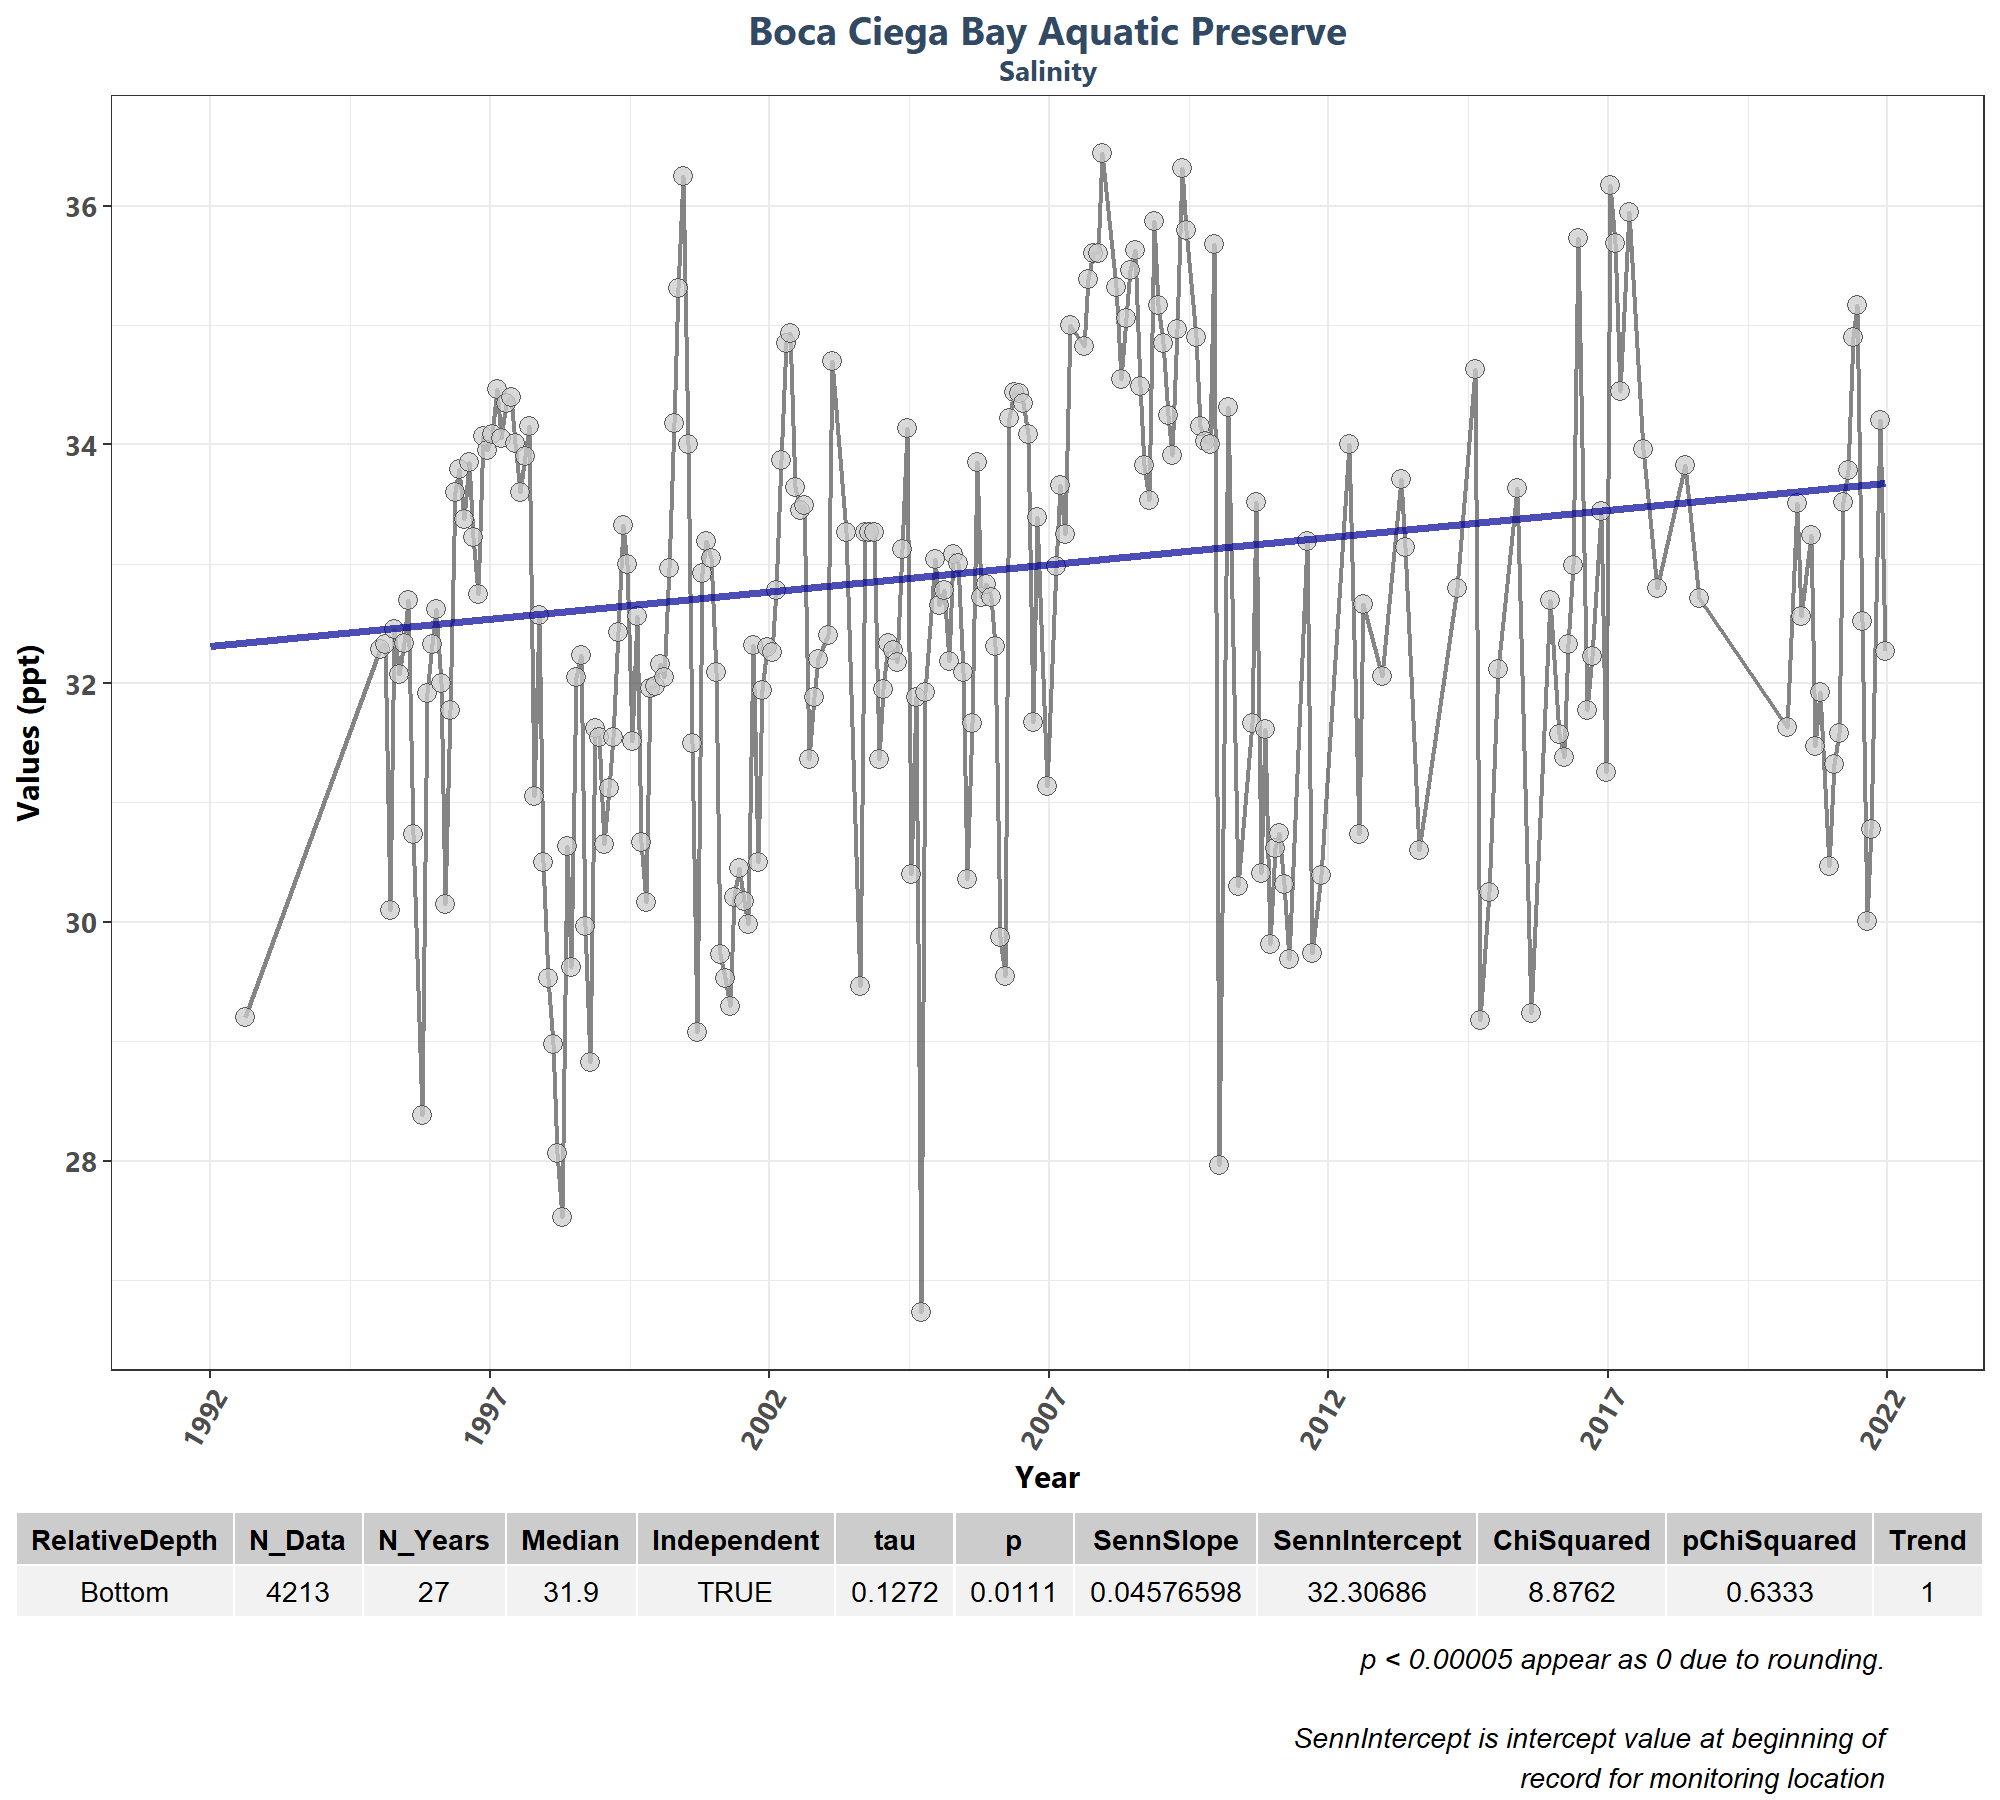 Boca Ciega Bay Aquatic Preserve
Salinity
36
34
32
30
28
Values (ppt)
1992
1997
2002
2007
2012
2017
2022
Year
RelativeDepth N_Data N_Years Median Independent tau p SennSlope SennIntercept ChiSquared pChiSquared Trend
Bottom 4213 27 31.9 TRUE 0.1272 0.0111 0.04576598 32.30686 8.8762 0.6333 1
p < 0.00005 appear as 0 due to rounding.
SennIntercept is intercept value at beginning of
record for monitoring location